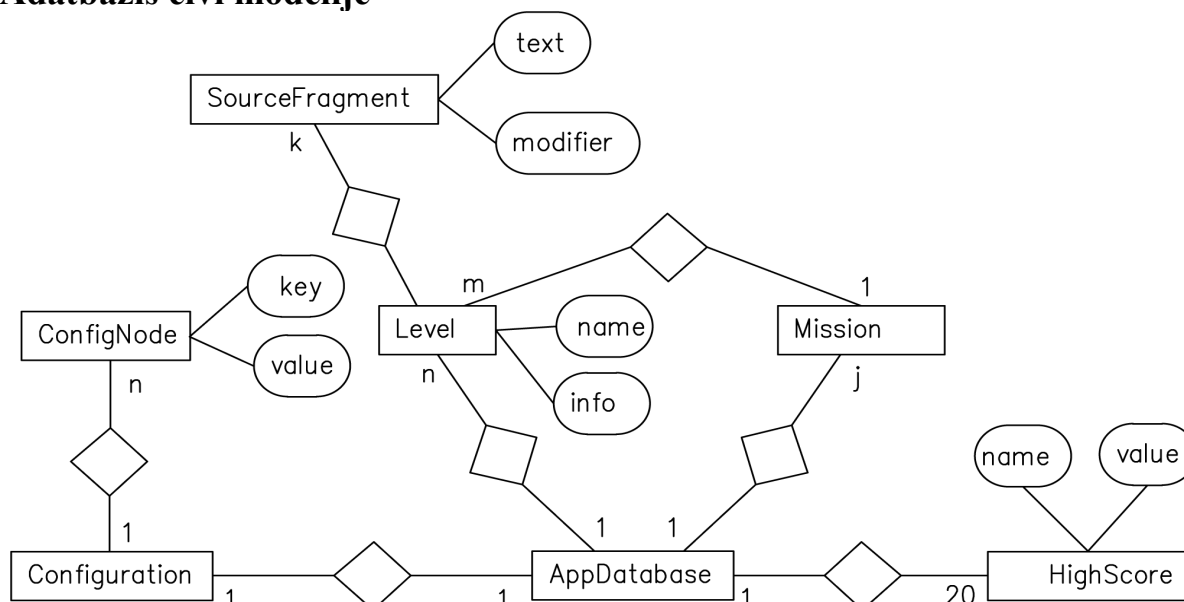 Adatbázis elvi modellje
text
SourceFragment
k
modifier
key
m
1
ConfigNode
Level
name
Mission
n
value
n
info
j
name
value
1
1
1
Configuration
AppDatabase
HighScore
1
1
1
20